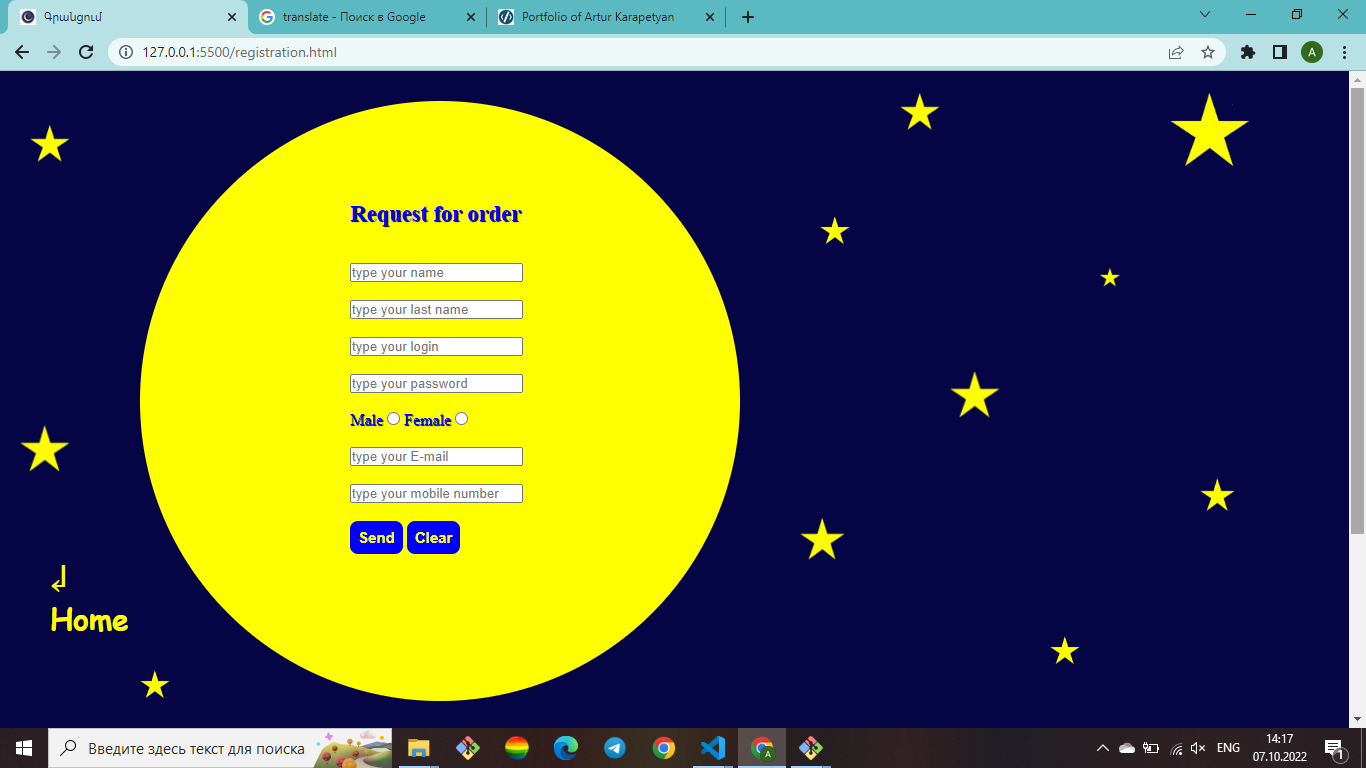 Գրանցում
translate - Поиск в Google
Portfolio of Artur Karapetyan
127.0.0.1:5500/registration.html
A
Request for order
type your name
type your last name
type your login
type your password
Male Female
type your E-mail
type your mobile number
Send Clear
Home
Введите здесь текст для поиска
A
ENG
14:17
07.10.2022
1